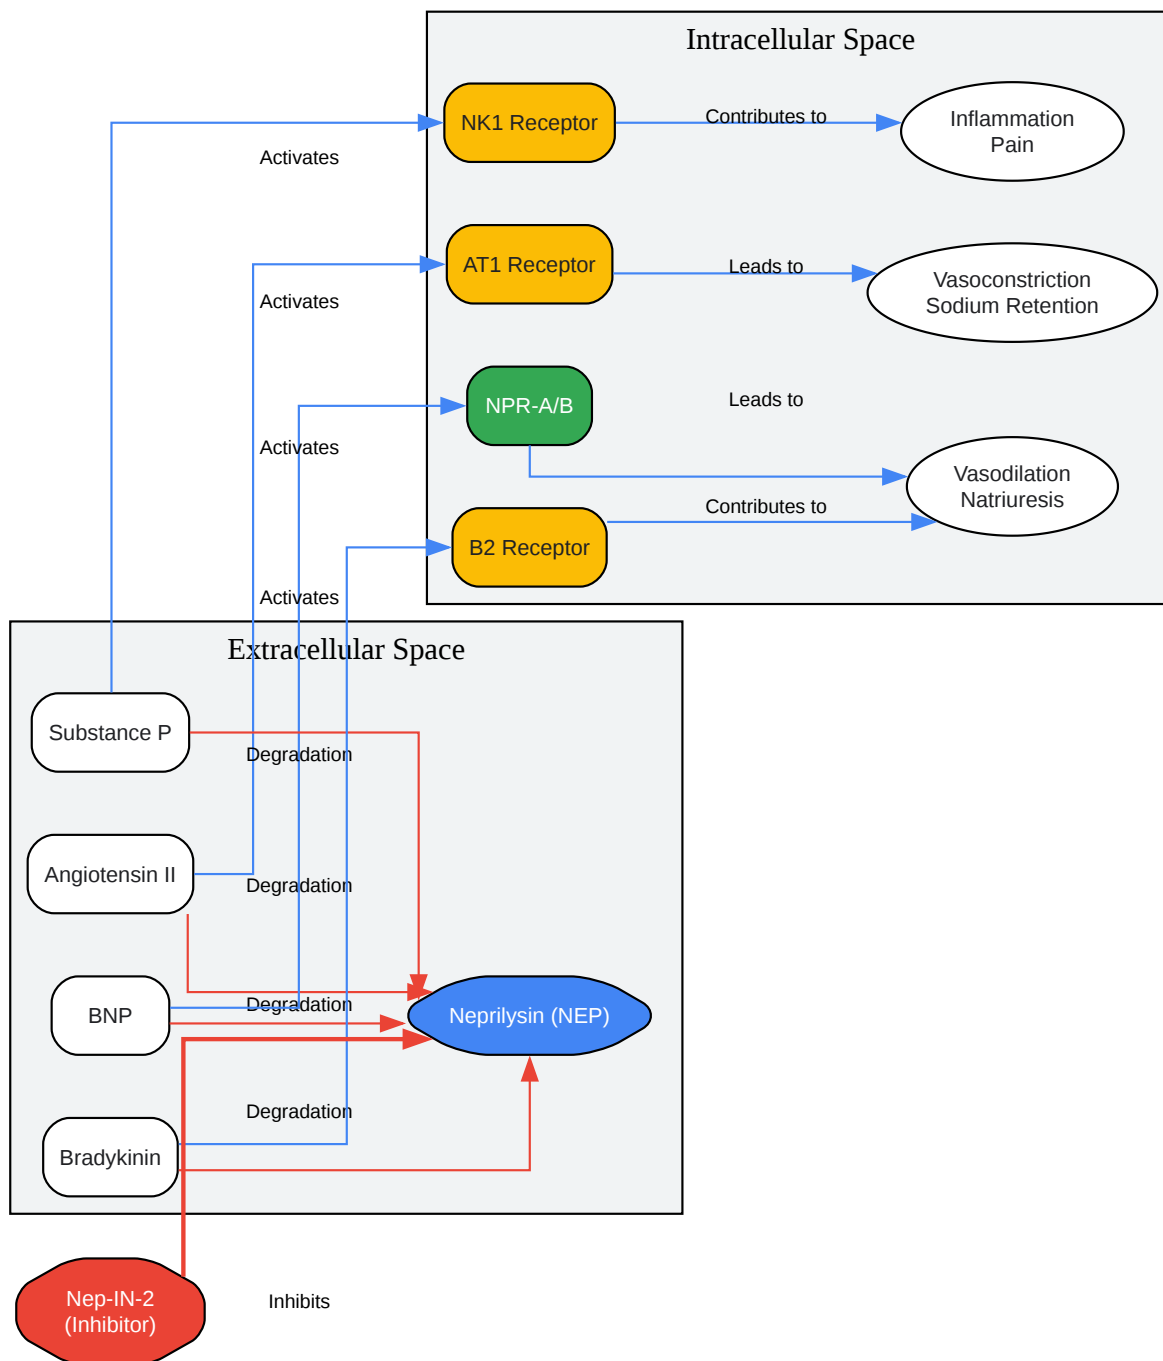 Intracellular Space
NK1 Receptor
Contributes to
Inflammation
Pain
Activates
AT1 Receptor
Leads to
Vasoconstriction
Sodium Retention
Activates
NPR-A/B
Leads to
Activates
Vasodilation
Natriuresis
B2 Receptor
Contributes to
Activates
Extracellular Space
Substance P
Degradation
Angiotensin II
Degradation
BNP
Degradation
Neprilysin (NEP)
Degradation
Bradykinin
Nep-IN-2
(Inhibitor)
Inhibits